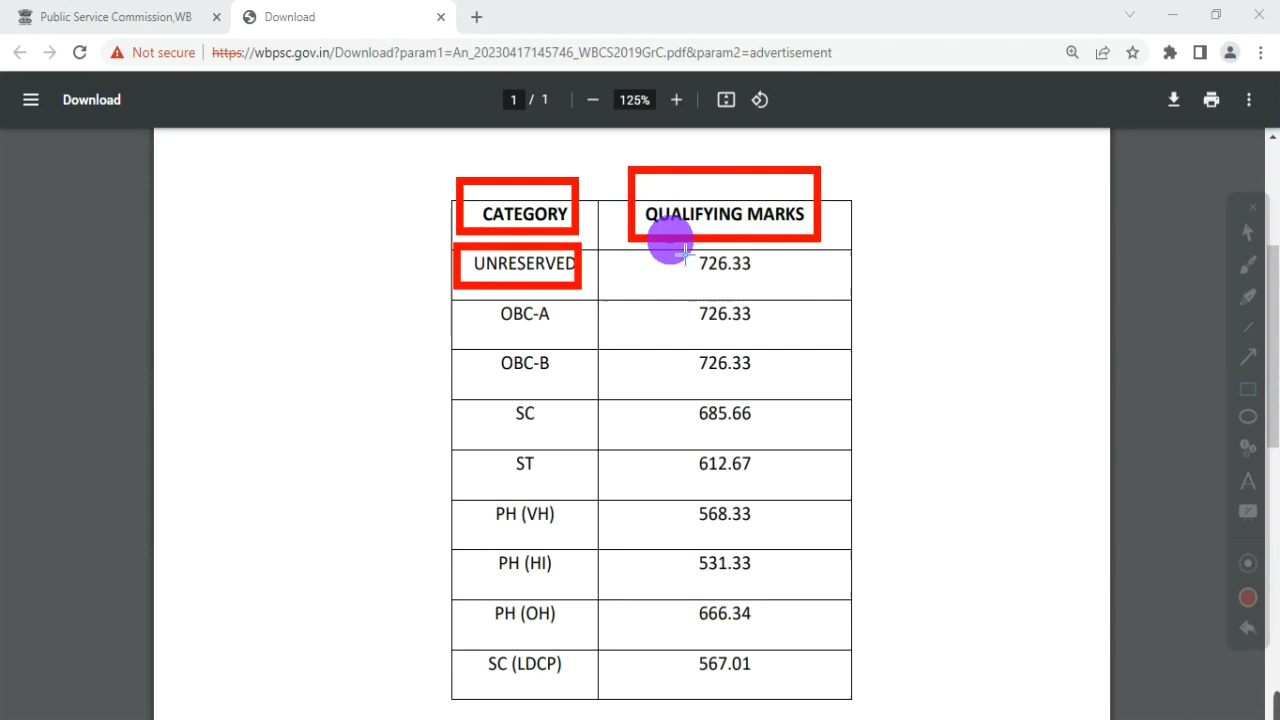 Public Service Commission,WB
Download
Not secure
https://wbpsc.gov.in/Download?param1=An_20230417145746_WBCS2019GrC.pdf&param2=advertisement
Download
1 / 1
125%
CATEGORY QUALIFYING MARKS
UNRESERVED 726.33
OBC-A 726.33
OBC-B 726.33
SC 685.66
ST 612.67
PH (VH) 568.33
PH (HI) 531.33
PH (OH) 666.34
SC (LDCP) 567.01
A